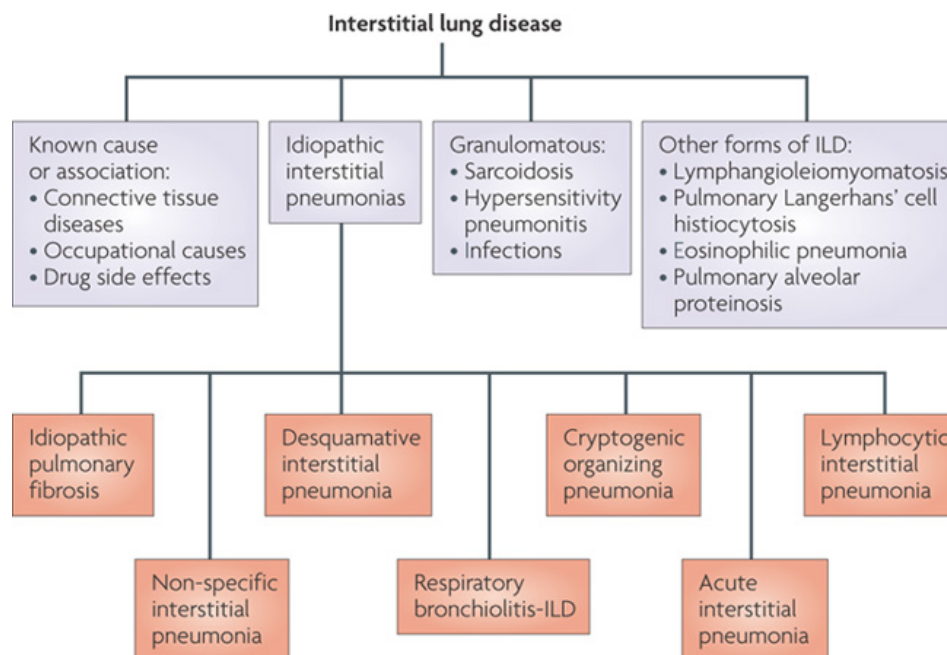 Interstitial lung disease
Known cause
or association:
• Connective tissue
diseases
• Occupational causes
• Drug side effects
Idiopathic
interstitial
pneumonias
Granulomatous:
• Sarcoidosis
• Hypersensitivity
pneumonitis
• Infections
Other forms of ILD:
• Lymphangioleiomyomatosis
• Pulmonary Langerhans’ cell
histiocytosis
• Eosinophilic pneumonia
• Pulmonary alveolar
proteinosis
Idiopathic
pulmonary
fibrosis
Desquamative
interstitial
pneumonia
Cryptogenic
organizing
pneumonia
Lymphocytic
interstitial
pneumonia
Non-specific
interstitial
pneumonia
Respiratory
bronchiolitis-ILD
Acute
interstitial
pneumonia